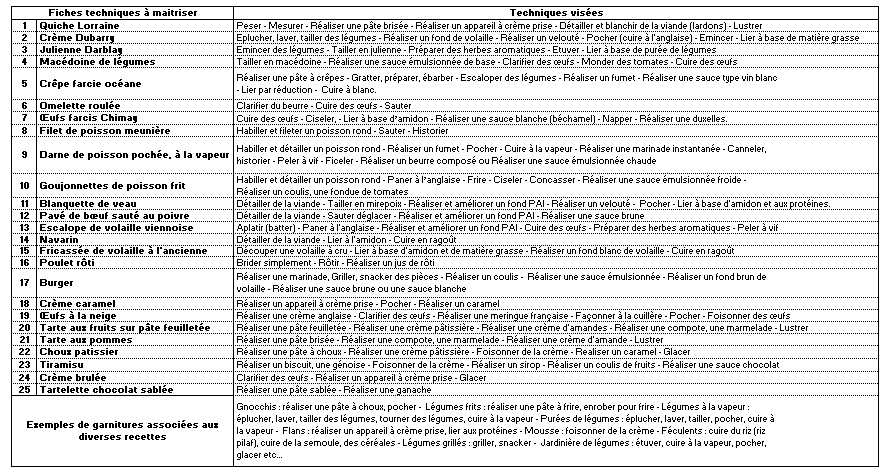 Fiches techniques à maitriser Techniques visées
1 Quiche Lorraine Peser - Mesurer - Réaliser une pâte brisée - Réaliser un appareil à crème prise - Détailler et blanchir de la viande (lardons) - Lustrer
2 Crème Dubarry Eplucher, laver, tailler des légumes - Réaliser un fond de volaille - Réaliser un velouté - Pocher (cuire à l'anglaise) - Emincer - Lier à base de matière grasse
3 Julienne Darblay Emincer des légumes - Tailler en julienne - Préparer des herbes aromatiques - Etuver - Lier à base de purée de légumes
4 Macédoine de légumes Tailler en macédoine - Réaliser une sauce émulsionnée de base - Clarifier des œufs - Monder des tomates - Cuire des œufs
5 Crêpe farcie océane Réaliser une pâte à crêpes - Gratter, préparer, ébarber - Escaloper des légumes - Réaliser un fumet - Réaliser une sauce type vin blanc
- Lier par réduction - Cuire à blanc.
6 Omelette roulée Clarifier du beurre - Cuire des œufs - Sauter
7 Œufs farcis Chimay Cuire des œufs - Ciseler, - Lier à base d'amidon - Réaliser une sauce blanche (béchamel) - Napper - Réaliser une duxelles.
8 Filet de poisson meunière Habiller et fileter un poisson rond - Sauter - Historier
9 Darne de poisson pochée, à la vapeur Habiller et détailler un poisson rond - Réaliser un fumet - Pocher - Cuire à la vapeur - Réaliser une marinade instantanée - Canneler,
historier - Peler à vif - Ficeler - Réaliser un beurre composé ou Réaliser une sauce émulsionnée chaude
10 Goujonnettes de poisson frit Habiller et détailler un poisson rond - Paner à l'anglaise - Frire - Ciseler - Concasser - Réaliser une sauce émulsionnée froide -
Réaliser un coulis, une fondue de tomates
11 Blanquette de veau Détailler de la viande - Tailler en mirepoix - Réaliser et améliorer un fond PAI - Réaliser un velouté - Pocher - Lier à base d'amidon et aux protéines.
12 Pavé de bœuf sauté au poivre Détailler de la viande - Sauter déglacer - Réaliser et améliorer un fond PAI - Réaliser une sauce brune
13 Escalope de volaille viennoise Aplatir (batter) - Paner à l'anglaise - Réaliser et améliorer un fond PAI - Cuire des œufs - Préparer des herbes aromatiques - Peler à vif
14 Navarin Détailler de la viande - Lier à l'amidon - Cuire en ragoût
15 Fricassée de volaille à l'ancienne Découper une volaille à cru - Lier à base d'amidon et de matière grasse - Réaliser un fond blanc de volaille - Cuire en ragoût
16 Poulet rôti Brider simplement - Rôtir - Réaliser un jus de rôti
17 Burger Réaliser une marinade, Griller, snacker des pièces - Réaliser un coulis - Réaliser une sauce émulsionnée - Réaliser un fond brun de
volaille - Réaliser une sauce brune ou une sauce blanche
18 Crème caramel Réaliser un appareil à crème prise - Pocher - Réaliser un caramel
19 Œufs à la neige Réaliser une crème anglaise - Clarifier des œufs - Réaliser une meringue française - Façonner à la cuillère - Pocher - Foisonner des œufs
20 Tarte aux fruits sur pâte feuilletée Réaliser une pâte feuilletée - Réaliser une crème pâtissière - Réaliser une crème d'amandes - Réaliser une compote, une marmelade - Lustrer
21 Tarte aux pommes Réaliser une pâte brisée - Réaliser une compote, une marmelade - Réaliser une crème d'amande - Lustrer
22 Choux patissier Réaliser une pâte à choux - Réaliser une crème pâtissière - Foisonner de la crème - Realiser un caramel - Glacer
23 Tiramisu Réaliser un biscuit, une génoise - Foisonner de la crème - Réaliser un sirop - Réaliser un coulis de fruits - Réaliser une sauce chocolat
24 Crème brulée Clarifier des œufs - Réaliser un appareil à crème prise - Glacer
25 Tartelette chocolat sablée Réaliser une pâte sablée - Réaliser une ganache
Exemples de garnitures associées aux diverses recettes Gnocchis : réaliser une pâte à choux, pocher - Légumes frits : réaliser une pâte à frire, enrober pour frire - Légumes à la vapeur :
éplucher, laver, tailler des légumes, tourner des légumes, cuire à la vapeur - Purées de légumes : éplucher, laver, tailler, pocher, cuire à
la vapeur - Flans : réaliser un appareil à crème prise, lier aux protéines - Mousse : foisonner de la crème - Féculents : cuire du riz (riz
pilaf), cuire de la semoule, des céréales - Légumes grillés : griller, snacker - Jardinière de légumes : étuver, cuire à la vapeur, pocher,
glacer etc...